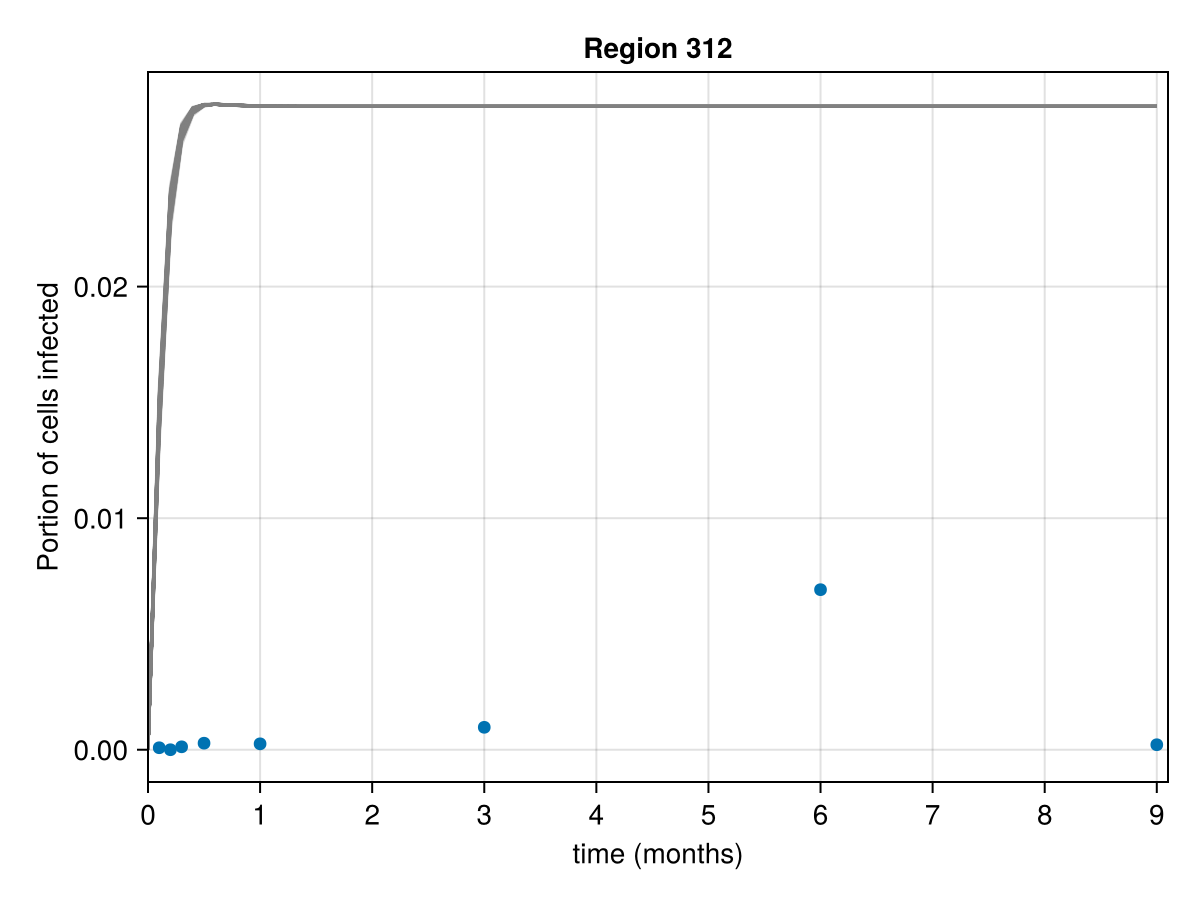 Region 312
Portion of cells infected
0.02
0.01
0.00
0 1 2 3 4 5 6 7 8 9
time (months)